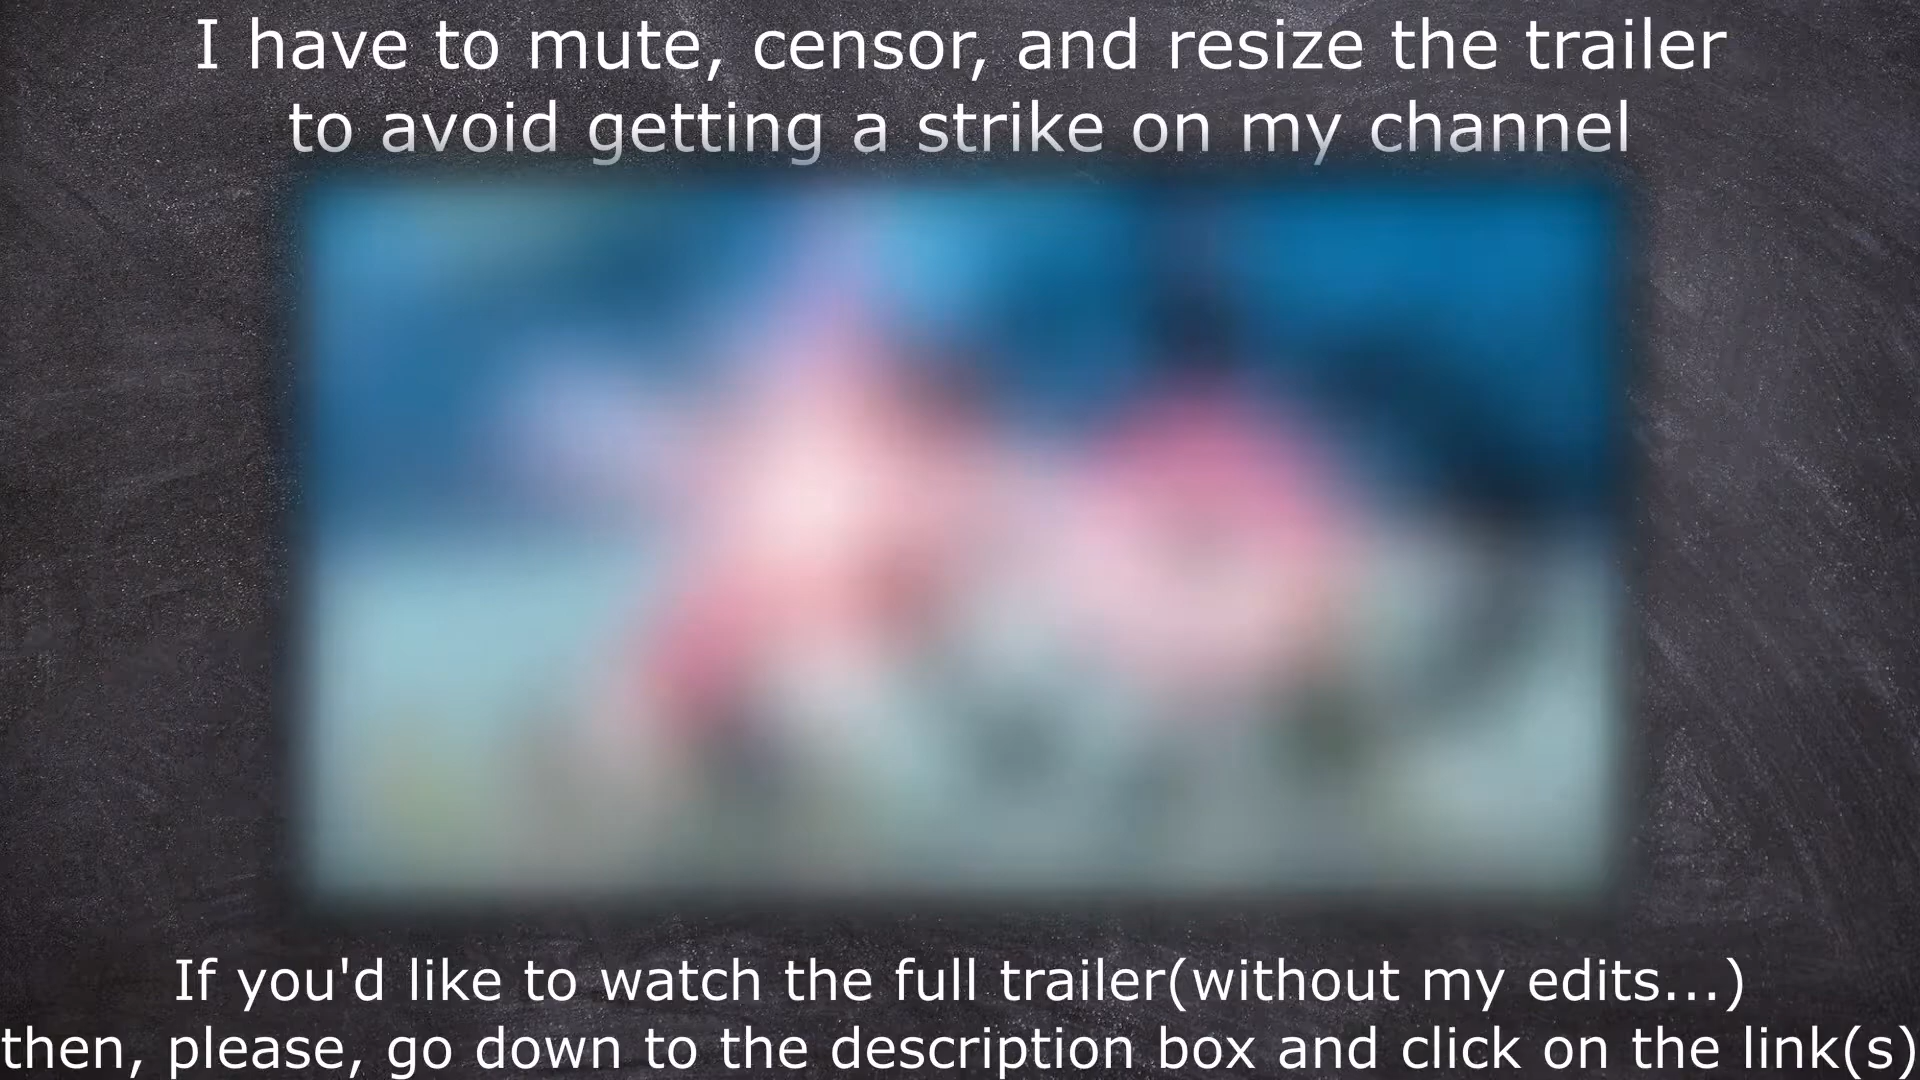 I have to mute, censor, and resize the trailer
to avoid getting a strike on my channel
If you'd like to watch the full trailer(without my edits...)
then, please, go down to the description box and click on the link(s)